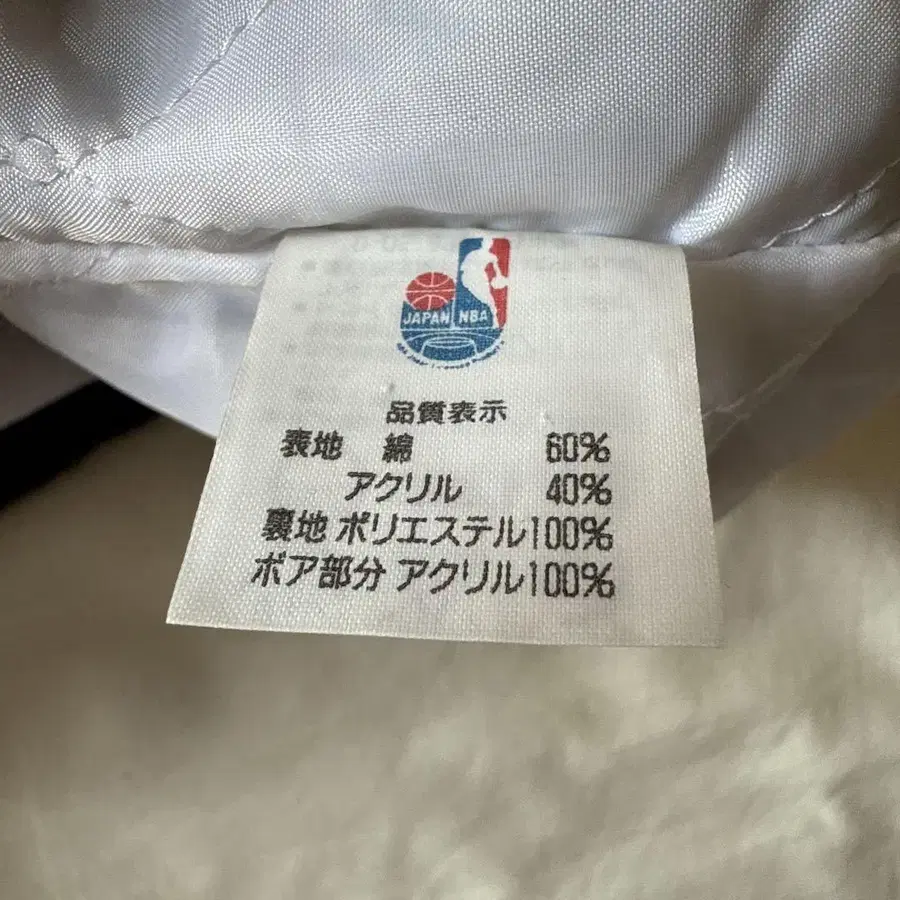 JAPAN NBA
品質表示
表地 綿 60%
アクリル 40%
裏地 ポリエステル100%
ボア部分 アクリル100%